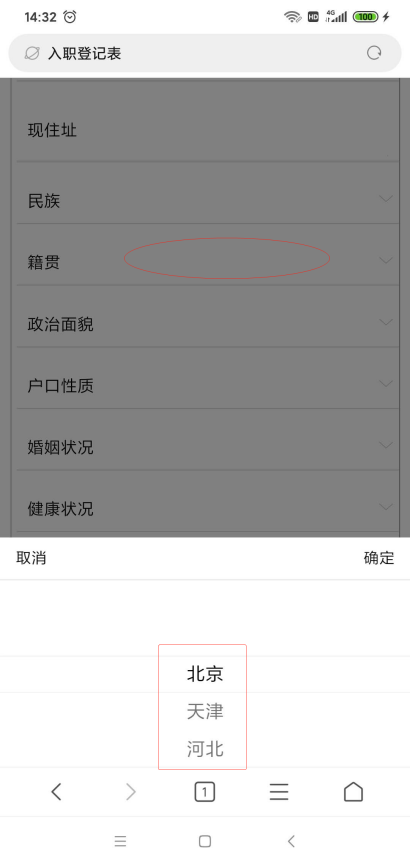 14:32
HD 4G 100
入职登记表
现住址
民族
籍贯
政治面貌
户口性质
婚姻状况
健康状况
取消 确定
北京
天津
河北
1